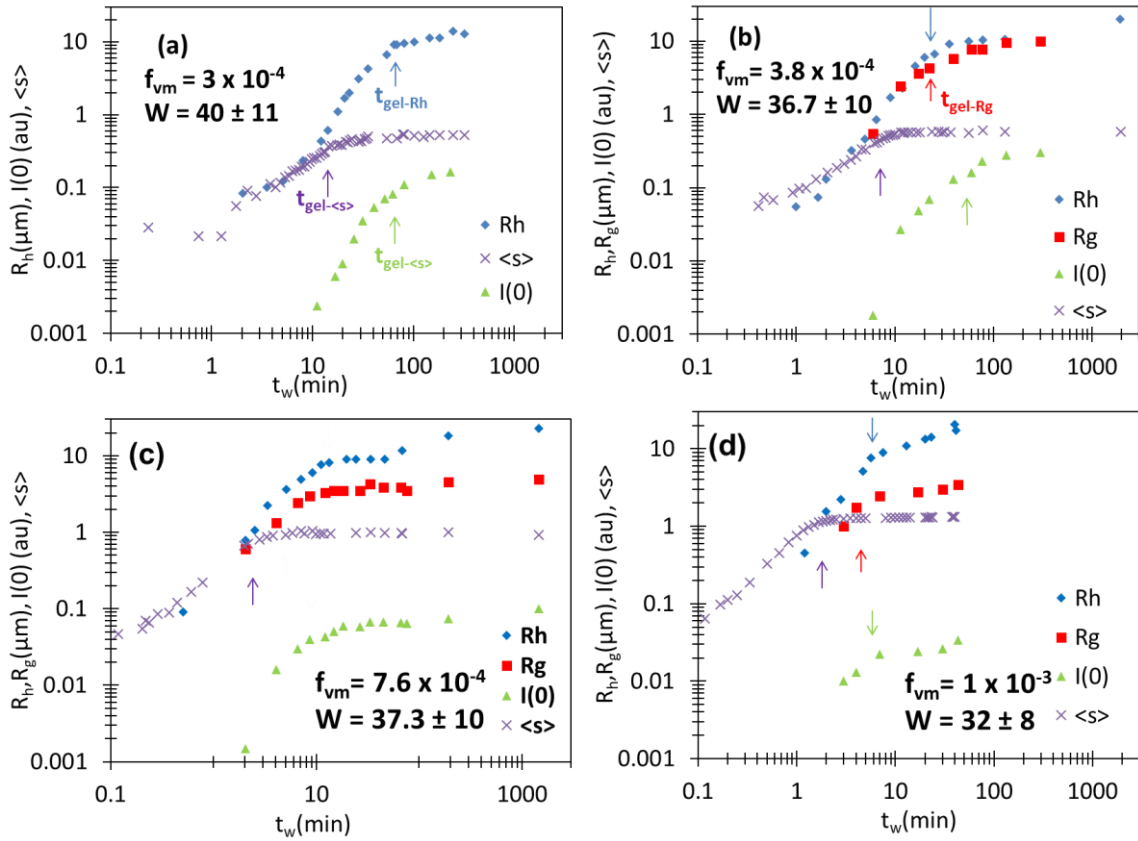 (a)
f_vm = 3 x 10^-4
W = 40 ± 11
R_h(μm), I(0) (au), <s>
10
1
0.1
0.01
0.001
t_gel-Rh
t_gel-<s>
t_gel-<s>
Rh
<s>
I(0)
0.1 1 10 100 1000
t_w(min)
(b)
f_vm = 3.8 x 10^-4
W = 36.7 ± 10
R_h,R_g(μm), I(0) (au), <s>)
10
1
0.1
0.01
0.001
t_gel-Rg
Rh
Rg
I(0)
<s>
0.1 1 10 100 1000
t_w(min)
(c)
R_h,R_g(μm), I(0) (au), <s>
10
1
0.1
0.01
0.001
f_vm= 7.6 x 10^-4
W = 37.3 ± 10
Rh
Rg
I(0)
<s>
0.1 10 1000
t_w(min)
(d)
R_h,R_g(μm), I(0) (au), <s>
10
1
0.1
0.01
0.001
f_vm= 1 x 10^-3
W = 32 ± 8
Rh
Rg
I(0)
<s>
0.1 1 10 100 1000
t_w(min)